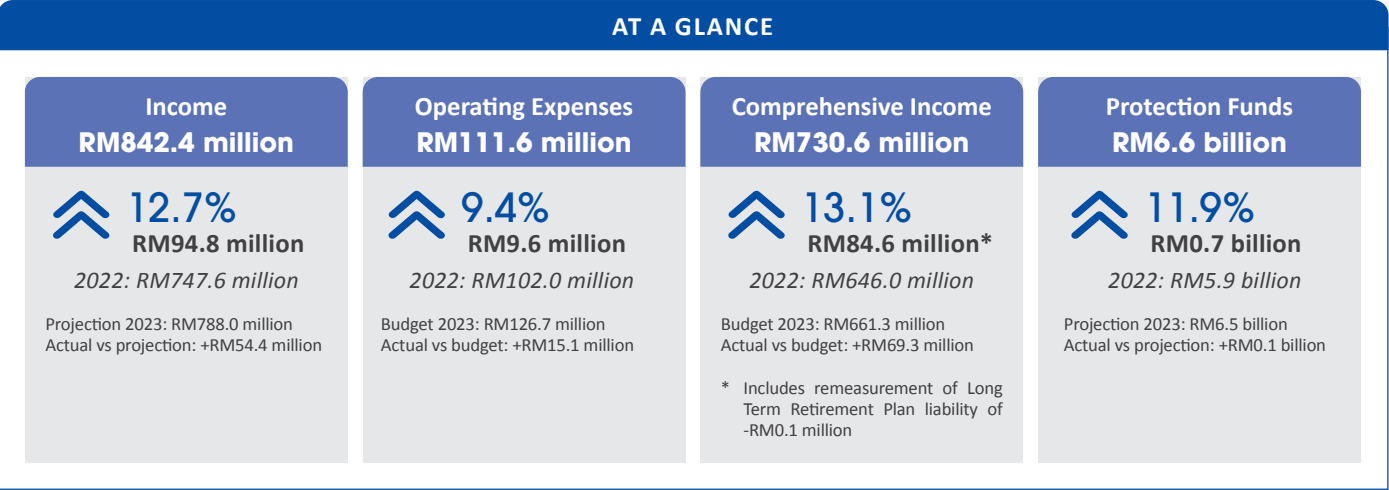 AT A GLANCE
Income
RM842.4 million
12.7%
RM94.8 million
2022: RM747.6 million
Projection 2023: RM788.0 million
Actual vs projection: +RM54.4 million
Operating Expenses
RM111.6 million
9.4%
RM9.6 million
2022: RM102.0 million
Budget 2023: RM126.7 million
Actual vs budget: +RM15.1 million
Comprehensive Income
RM730.6 million
13.1%
RM84.6 million*
2022: RM646.0 million
Budget 2023: RM661.3 million
Actual vs budget: +RM69.3 million
* Includes remeasurement of Long
Term Retirement Plan liability of
-RM0.1 million
Protection Funds
RM6.6 billion
11.9%
RM0.7 billion
2022: RM5.9 billion
Projection 2023: RM6.5 billion
Actual vs projection: +RM0.1 billion